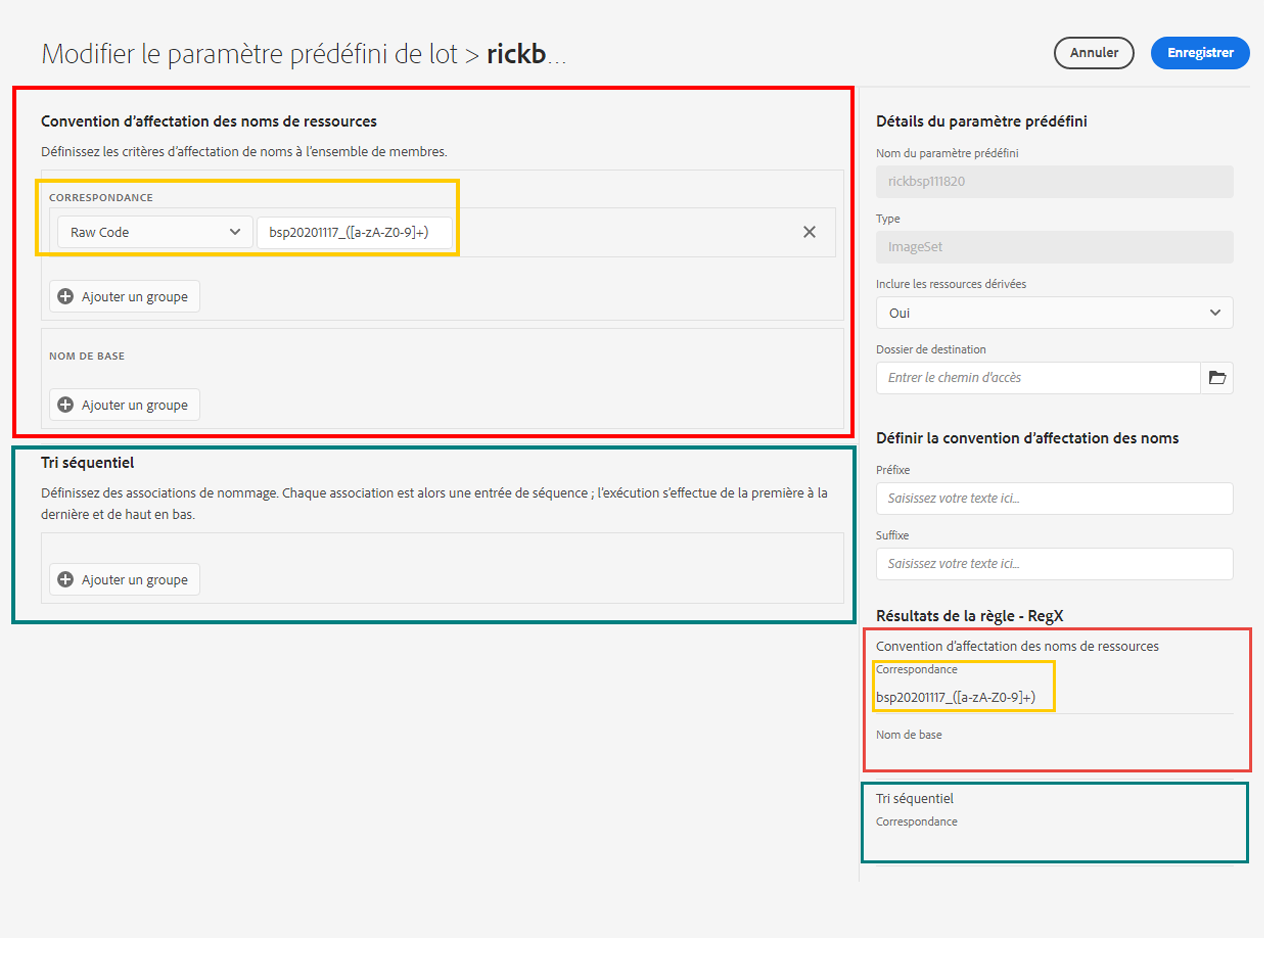 Modifier le paramètre prédéfini de lot > rickb...
Annuler
Enregistrer
Convention d'affectation des noms de ressources
Définissez les critères d'affectation de noms à l'ensemble de membres.
CORRESPONDANCE
Raw Code
bsp20201117_([a-zA-Z0-9]+)
Ajouter un groupe
NOM DE BASE
Ajouter un groupe
Tri séquentiel
Définissez des associations de nommage. Chaque association est alors une entrée de séquence ; l'exécution s'effectue de la première à la
dernière et de haut en bas.
Ajouter un groupe
Détails du paramètre prédéfini
Nom du paramètre prédéfini
rickbsp111820
Type
ImageSet
Inclure les ressources dérivées
Oui
Dossier de destination
Entrer le chemin d'accès
Définir la convention d'affectation des noms
Préfixe
Saisissez votre texte ici...
Suffixe
Saisissez votre texte ici...
Résultats de la règle - RegX
Convention d'affectation des noms de ressources
Correspondance
bsp20201117_([a-zA-Z0-9]+)
Nom de base
Tri séquentiel
Correspondance